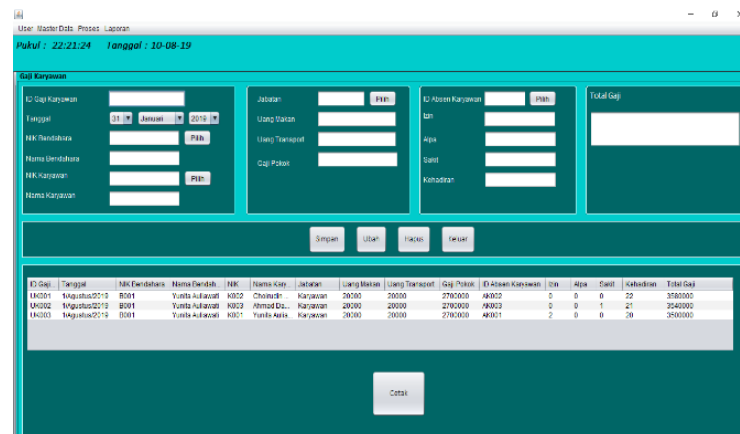 User Master Data Proses Laporan
Pukul : 22:21:24 Tanggal : 10-08-19
Gaji Karyawan
ID Gaji Karyawan
Tanggal 31 Januari 2019
NIK Bendahara Pilih
Nama Bendahara
NIK Karyawan Pilih
Nama Karyawan
Jabatan Pilih
Uang Makan
Uang Transport
Gaji Pokok
ID Absen Karyawan Pilih
Izin
Alpa
Sakit
Kehadiran
Total Gaji
Simpan Ubah Hapus Keluar
ID Gaji... Tanggal NIK Bendahara Nama Bendah... NIK Nama Kary... Jabatan Uang Makan Uang Transport Gaji Pokok ID Absen Karyawan Izin Alpa Sakit Kehadiran Total Gaji
UK001 1/Agustus/2019 B001 Yunita Auliawati K002 Choirudin... Karyawan 20000 20000 2700000 AK002 0 0 0 22 3580000
UK002 1/Agustus/2019 B001 Yunita Auliawati K003 Ahmad Da... Karyawan 20000 20000 2700000 AK003 0 0 1 21 3540000
UK003 1/Agustus/2019 B001 Yunita Auliawati K001 Yunita Aulia... Karyawan 20000 20000 2700000 AK001 2 0 0 20 3500000
Cetak